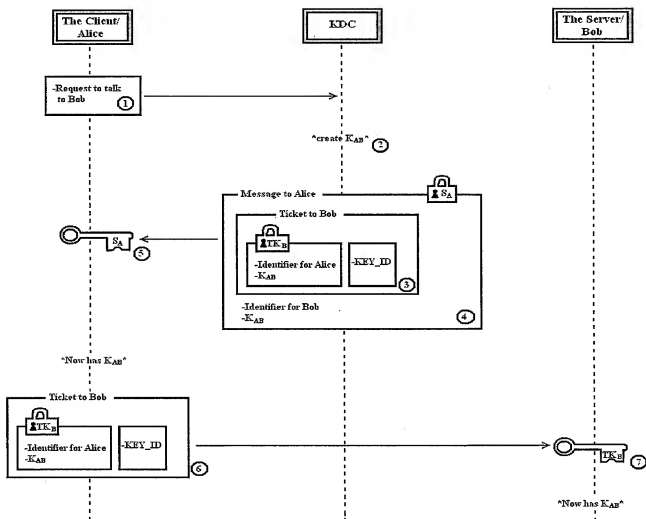 The Client/
Alice
KDC
The Server/
Bob
-Request to talk
to Bob
1
*create KAB*
2
Message to Alice
SA
Ticket to Bob
TKB
-Identifier for Alice
-KAB
-KEY_ID
3
-Identifier for Bob
-KAB
4
SA
5
*Now has KAB*
Ticket to Bob
TKB
-Identifier for Alice
-KAB
-KEY_ID
6
TKB
7
*Now has KAB*